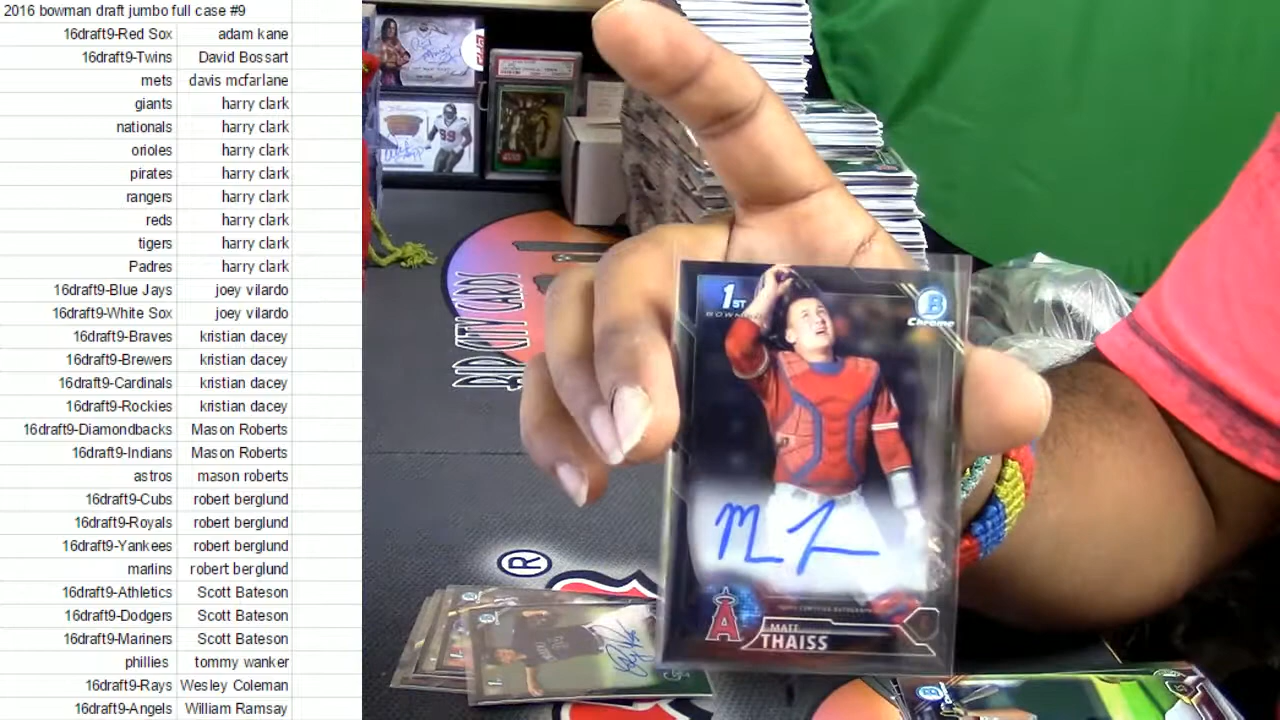 2016 bowman draft jumbo full case #9
16draft9-Red Sox adam kane
16draft9-Twins David Bossart
mets davis mcfarlane
giants harry clark
nationals harry clark
orioles harry clark
pirates harry clark
rangers harry clark
reds harry clark
tigers harry clark
Padres harry clark
16draft9-Blue Jays joey vilardo
16draft9-White Sox joey vilardo
16draft9-Braves kristian dacey
16draft9-Brewers kristian dacey
16draft9-Cardinals kristian dacey
16draft9-Rockies kristian dacey
16draft9-Diamondbacks Mason Roberts
16draft9-Indians Mason Roberts
astros mason roberts
16draft9-Cubs robert berglund
16draft9-Royals robert berglund
16draft9-Yankees robert berglund
marlins robert berglund
16draft9-Athletics Scott Bateson
16draft9-Dodgers Scott Bateson
16draft9-Mariners Scott Bateson
phillies tommy wanker
16draft9-Rays Wesley Coleman
16draft9-Angels William Ramsay
RIP CITY CARDS
®
1ST
BOWMAN
B
Chrome
TOPPS CERTIFIED AUTOGRAPH
A
MATT
THAISS